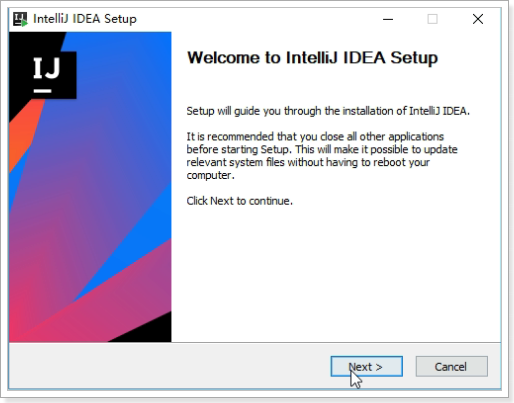 IntelliJ IDEA Setup
IJ
Welcome to IntelliJ IDEA Setup
Setup will guide you through the installation of IntelliJ IDEA.
It is recommended that you close all other applications
before starting Setup. This will make it possible to update
relevant system files without having to reboot your
computer.
Click Next to continue.
Next >
Cancel